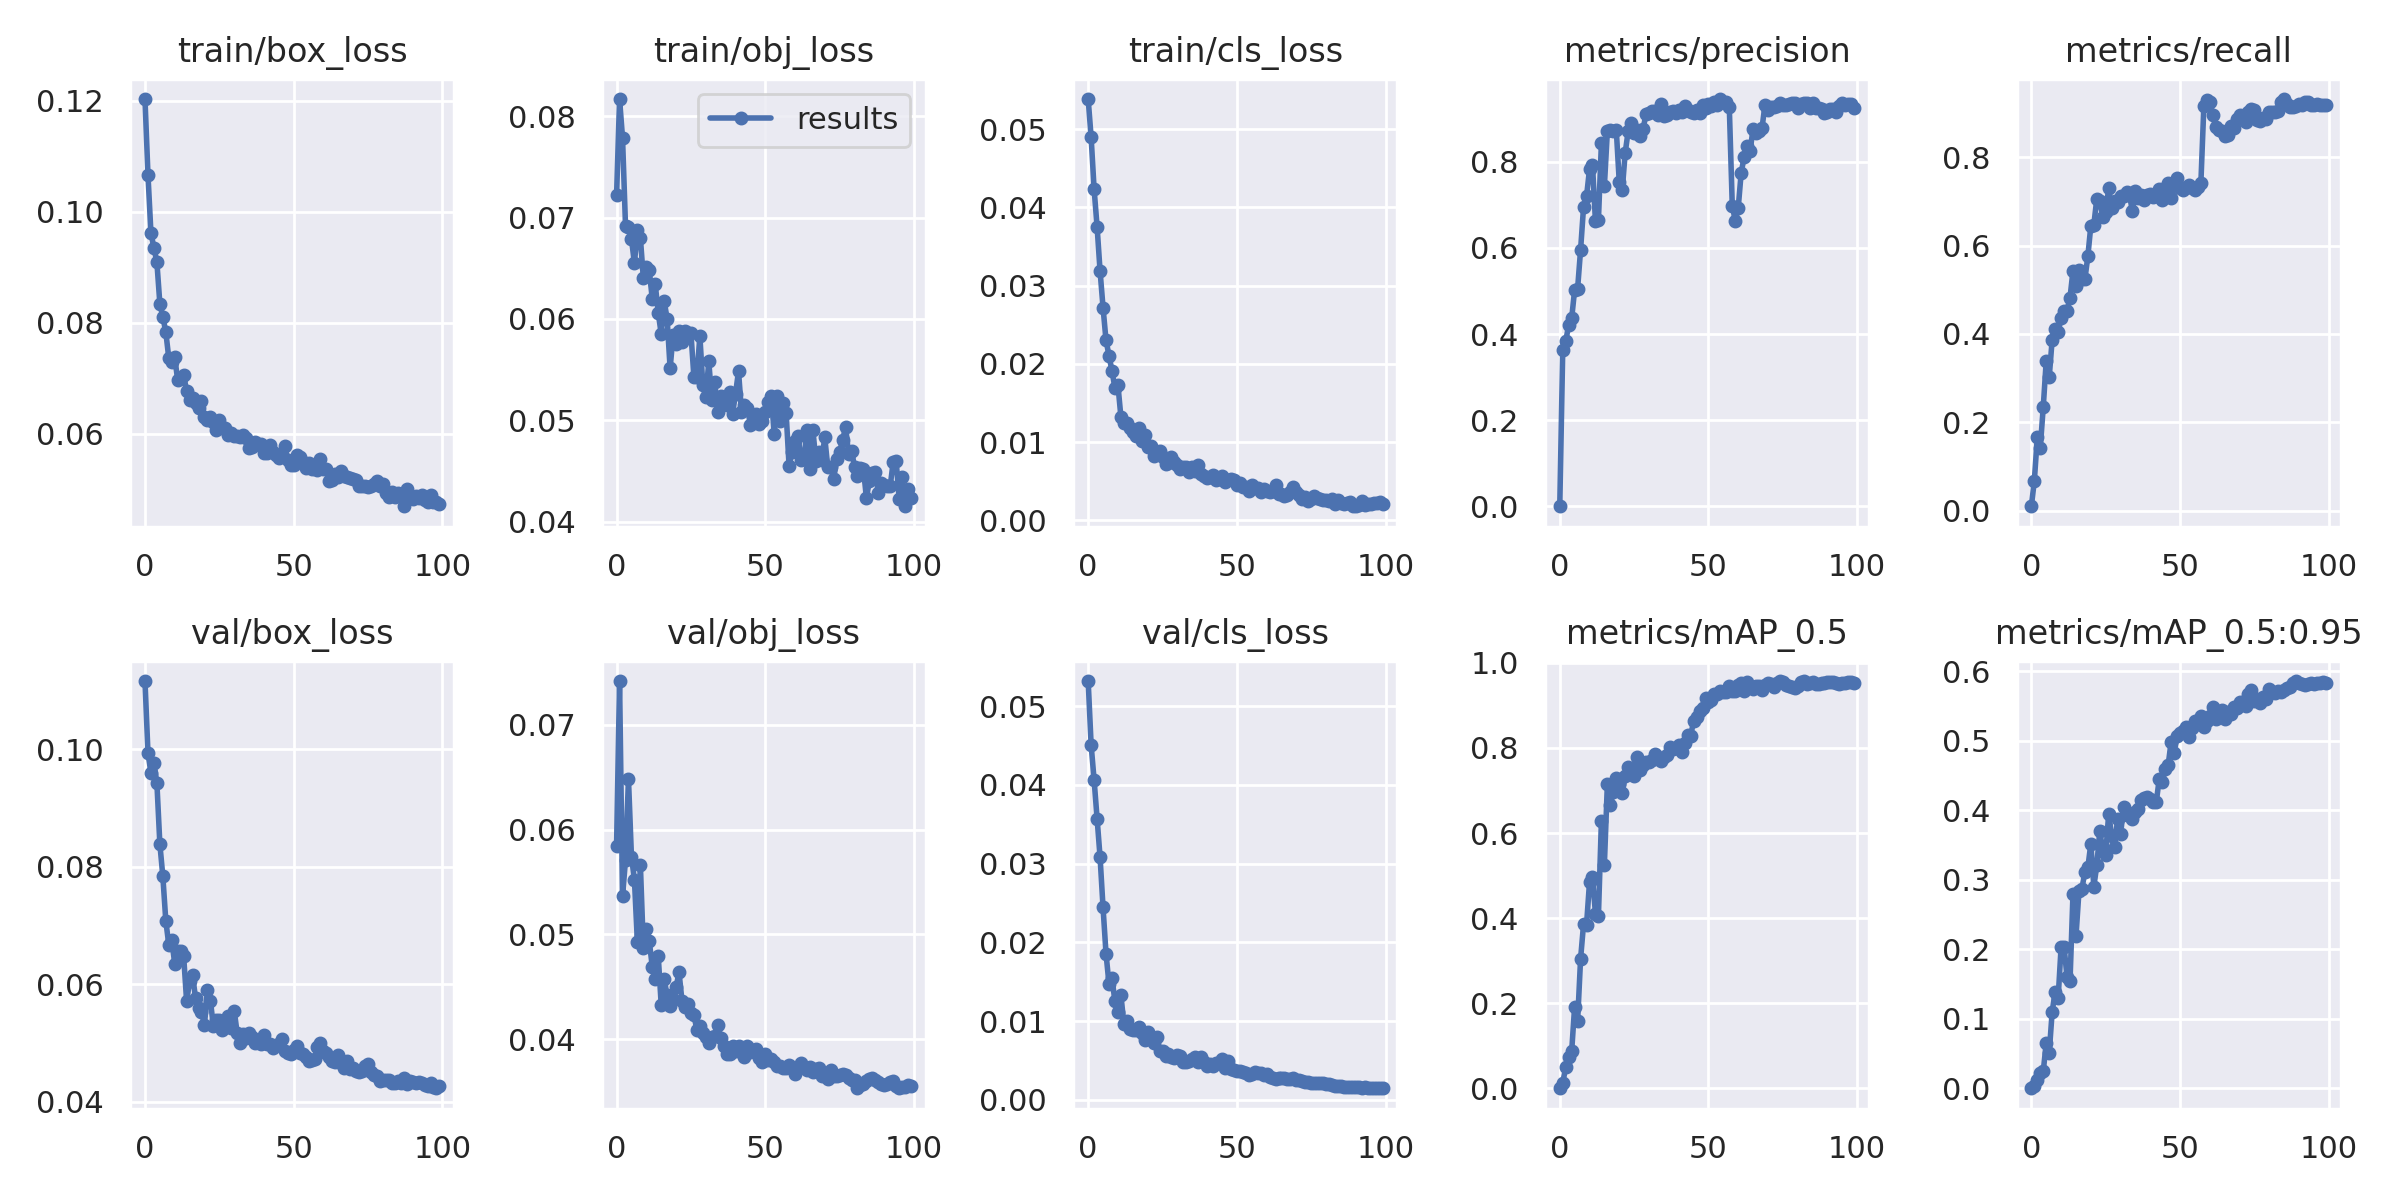 train/box_loss
0.12
0.10
0.08
0.06
0 50 100
train/obj_loss
results
0.08
0.07
0.06
0.05
0.04
0 50 100
train/cls_loss
0.05
0.04
0.03
0.02
0.01
0.00
0 50 100
metrics/precision
0.8
0.6
0.4
0.2
0.0
0 50 100
metrics/recall
0.8
0.6
0.4
0.2
0.0
0 50 100
val/box_loss
0.10
0.08
0.06
0.04
0 50 100
val/obj_loss
0.07
0.06
0.05
0.04
0 50 100
val/cls_loss
0.05
0.04
0.03
0.02
0.01
0.00
0 50 100
metrics/mAP_0.5
1.0
0.8
0.6
0.4
0.2
0.0
0 50 100
metrics/mAP_0.5:0.95
0.6
0.5
0.4
0.3
0.2
0.1
0.0
0 50 100